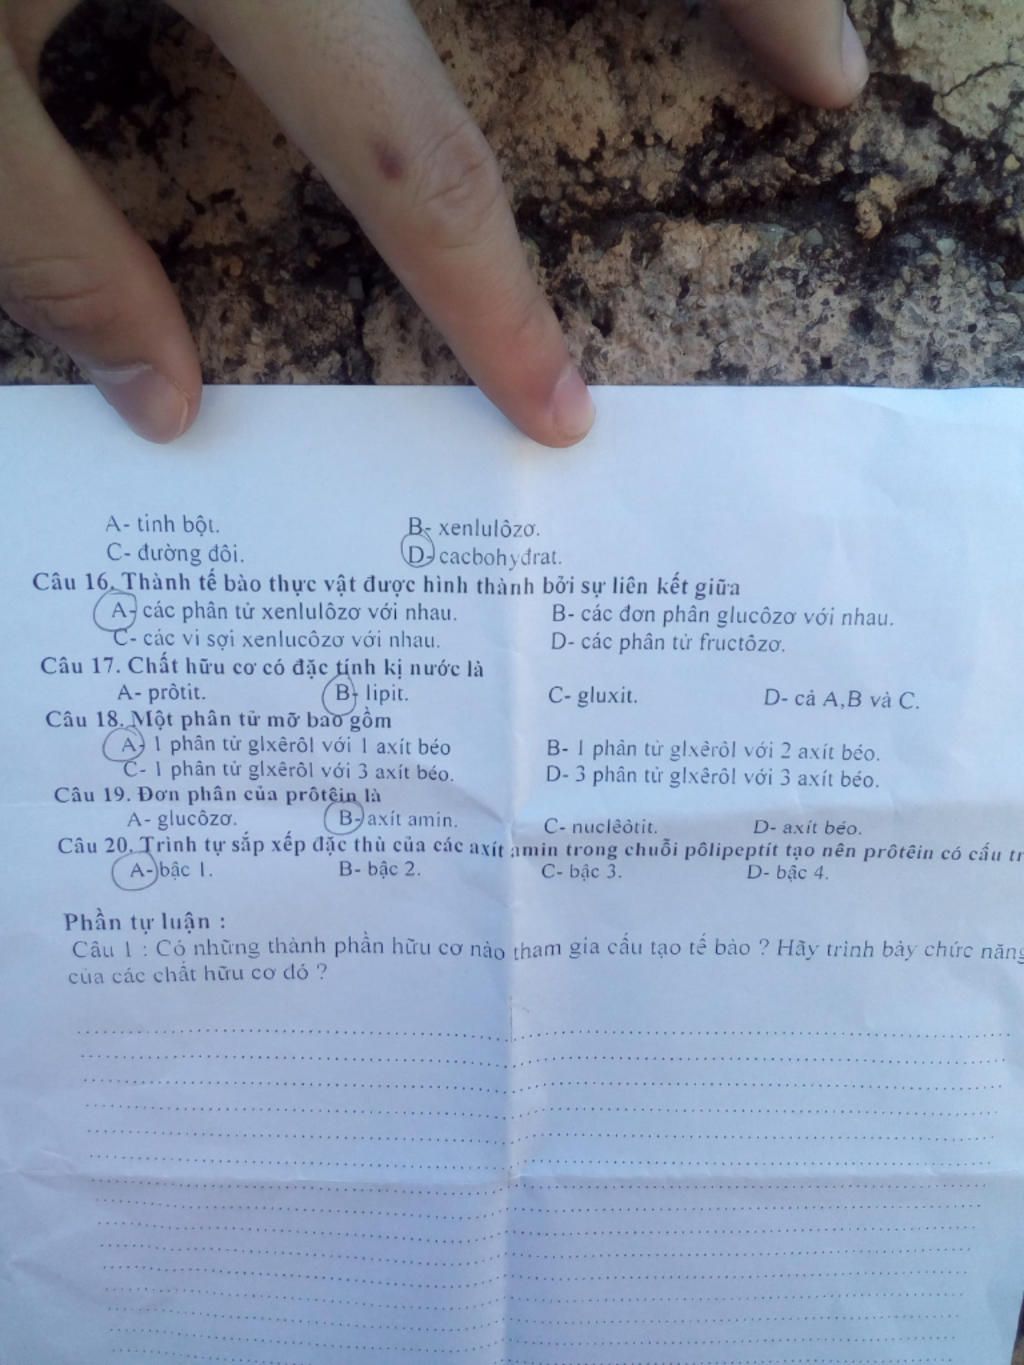 A- tinh bột. B- xenlulôzơ.
C- đường đôi. D- cacbohyđrat.
Câu 16. Thành tế bào thực vật được hình thành bởi sự liên kết giữa
A- các phân tử xenlulôzơ với nhau. B- các đơn phân glucôzơ với nhau.
C- các vi sợi xenlucôzơ với nhau. D- các phân tử fructôzơ.
Câu 17. Chất hữu cơ có đặc tính kị nước là
A- prôtit. B- lipit. C- gluxit. D- cả A,B và C.
Câu 18. Một phân tử mỡ bao gồm
A- 1 phân tử glxêrôl với 1 axít béo B- 1 phân tử glxêrôl với 2 axít béo.
C- 1 phân tử glxêrôl với 3 axít béo. D- 3 phân tử glxêrôl với 3 axít béo.
Câu 19. Đơn phân của prôtêin là
A- glucôzơ. B- axít amin. C- nuclêôtit. D- axít béo.
Câu 20. Trình tự sắp xếp đặc thù của các axít amin trong chuỗi pôlipeptít tạo nên prôtêin có cấu tr
A- bậc 1. B- bậc 2. C- bậc 3. D- bậc 4.
Phần tự luận :
Câu 1 : Có những thành phần hữu cơ nào tham gia cấu tạo tế bào ? Hãy trình bày chức năng
của các chất hữu cơ đó ?